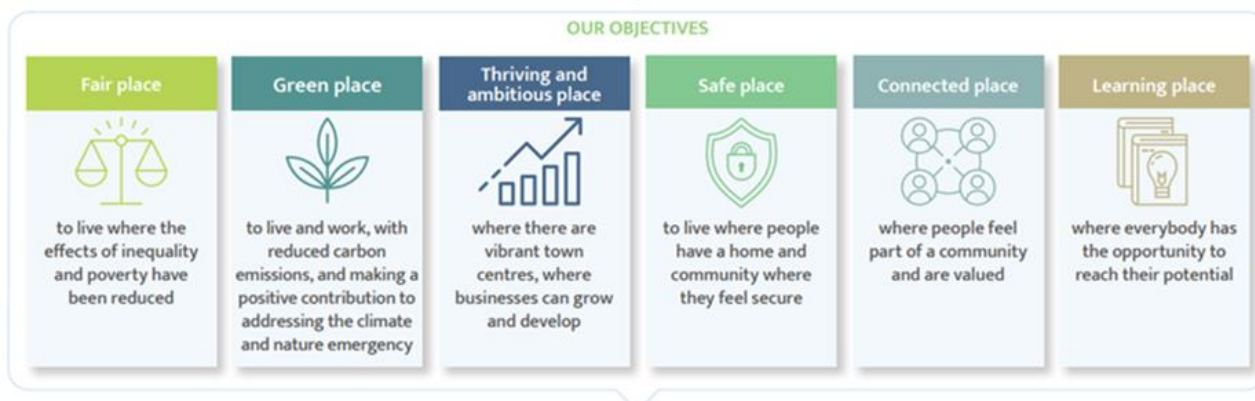 OUR OBJECTIVES
Fair place
to live where the
effects of inequality
and poverty have
been reduced
Green place
to live and work, with
reduced carbon
emissions, and making a
positive contribution to
addressing the climate
and nature emergency
Thriving and
ambitious place
where there are
vibrant town
centres, where
businesses can grow
and develop
Safe place
to live where people
have a home and
community where
they feel secure
Connected place
where people feel
part of a community
and are valued
Learning place
where everybody has
the opportunity to
reach their potential